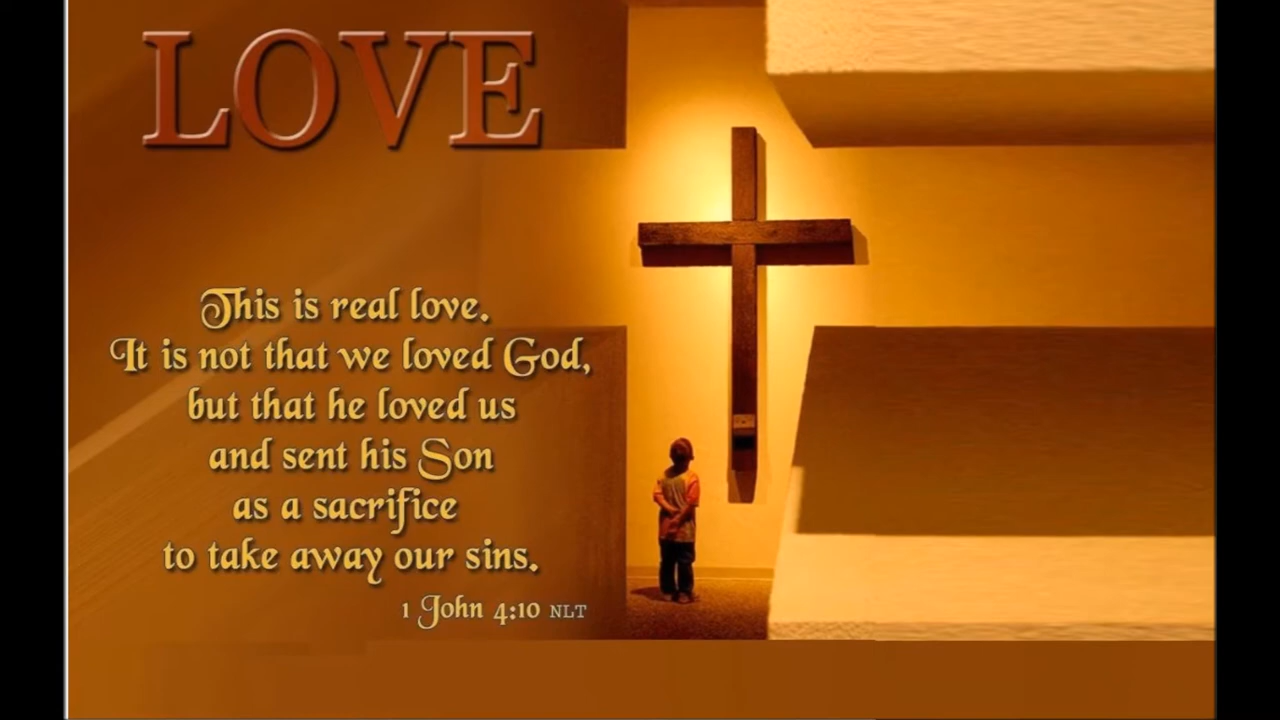 LOVE
This is real love.
It is not that we loved God,
but that he loved us
and sent his Son
as a sacrifice
to take away our sins.
1 John 4:10 NLT